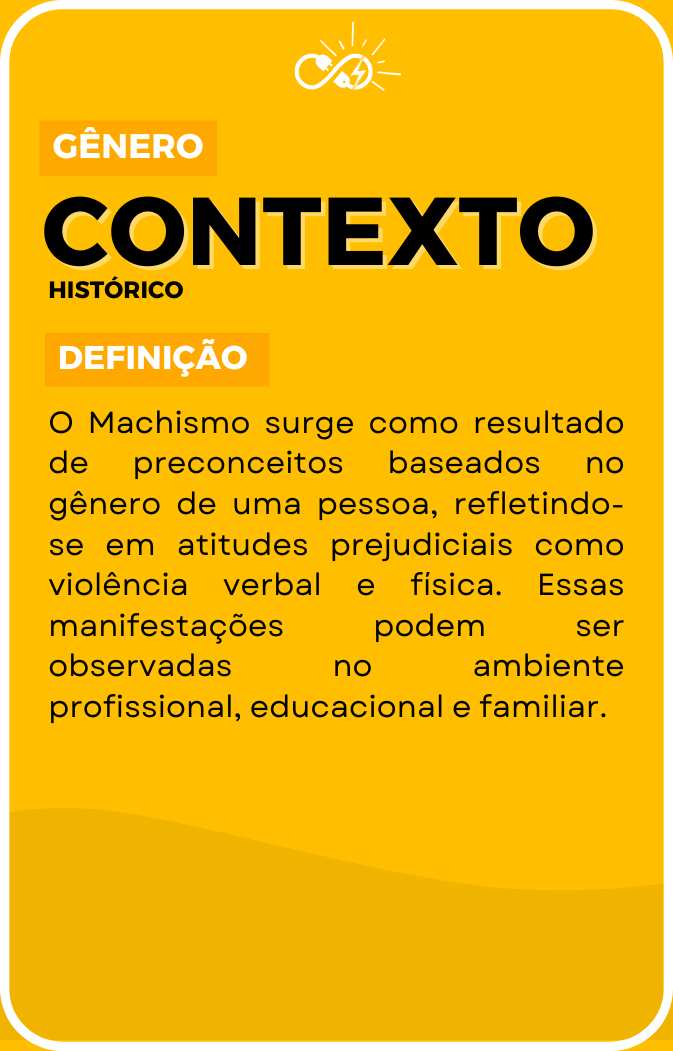 GÊNERO
CONTEXTO
HISTÓRICO
DEFINIÇÃO
O Machismo surge como resultado
de preconceitos baseados no
gênero de uma pessoa, refletindo-
se em atitudes prejudiciais como
violência verbal e física. Essas
manifestações podem ser
observadas no ambiente
profissional, educacional e familiar.